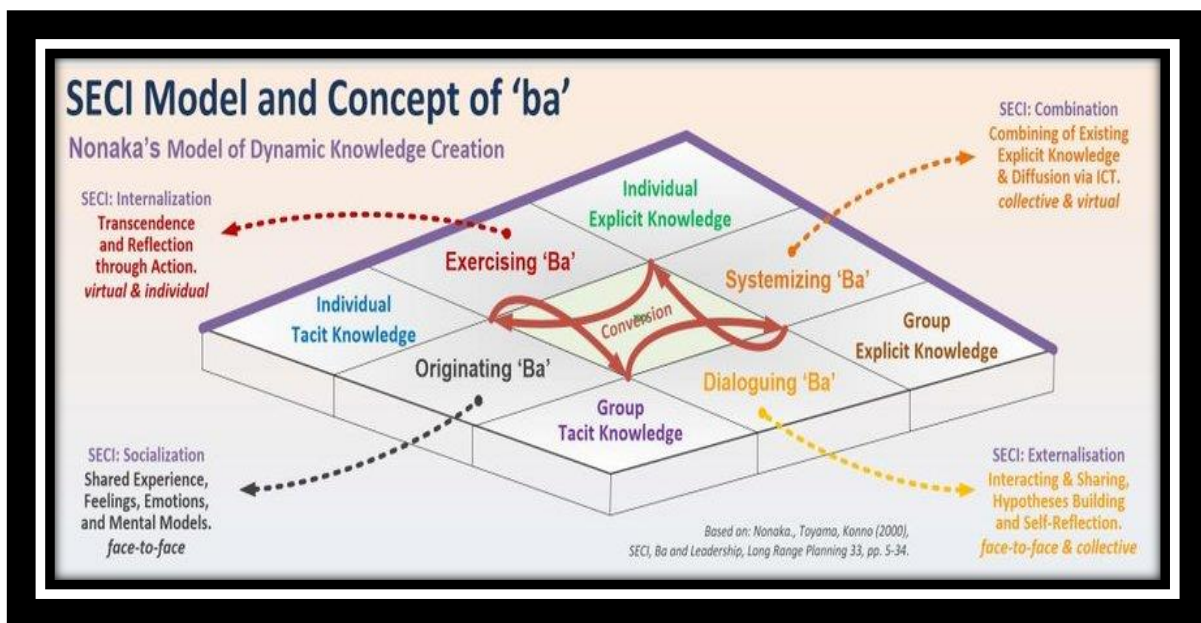 SECI Model and Concept of 'ba'
Nonaka's Model of Dynamic Knowledge Creation
SECI: Internalization
Transcendence
and Reflection
through Action.
virtual & individual
SECI: Combination
Combining of Existing
Explicit Knowledge
& Diffusion via ICT.
collective & virtual
Individual
Explicit Knowledge
Exercising 'Ba'
Systemizing 'Ba'
Individual
Tacit Knowledge
Conversion
Group
Explicit Knowledge
Originating 'Ba'
Dialoguing 'Ba'
Group
Tacit Knowledge
SECI: Socialization
Shared Experience,
Feelings, Emotions,
and Mental Models.
face-to-face
SECI: Externalisation
Interacting & Sharing,
Hypotheses Building
and Self-Reflection.
face-to-face & collective
Based on: Nonaka., Toyama, Konno (2000),
SECI, Ba and Leadership, Long Range Planning 33, pp. 5-34.